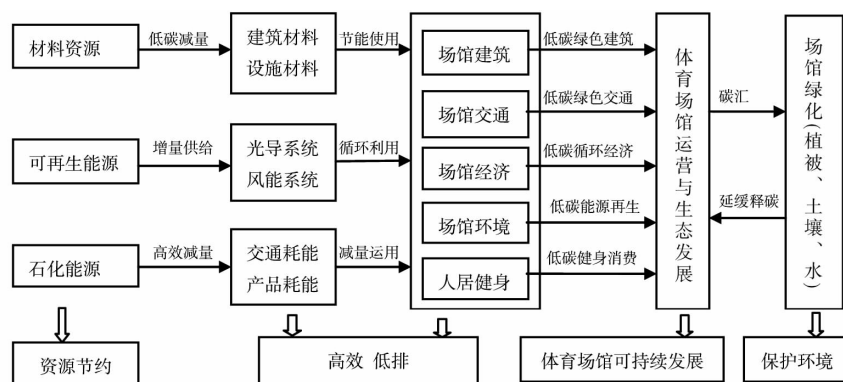 材料资源
低碳减量
建筑材料
设施材料
节能使用
场馆建筑
低碳绿色建筑
场馆交通
低碳绿色交通
可再生能源
增量供给
光导系统
风能系统
循环利用
场馆经济
低碳循环经济
场馆环境
低碳能源再生
石化能源
高效减量
交通耗能
产品耗能
减量运用
人居健身
低碳健身消费
体育场馆运营与生态发展
碳汇
延缓释碳
场馆绿化(植被、土壤、水)
资源节约
高效 低排
体育场馆可持续发展
保护环境